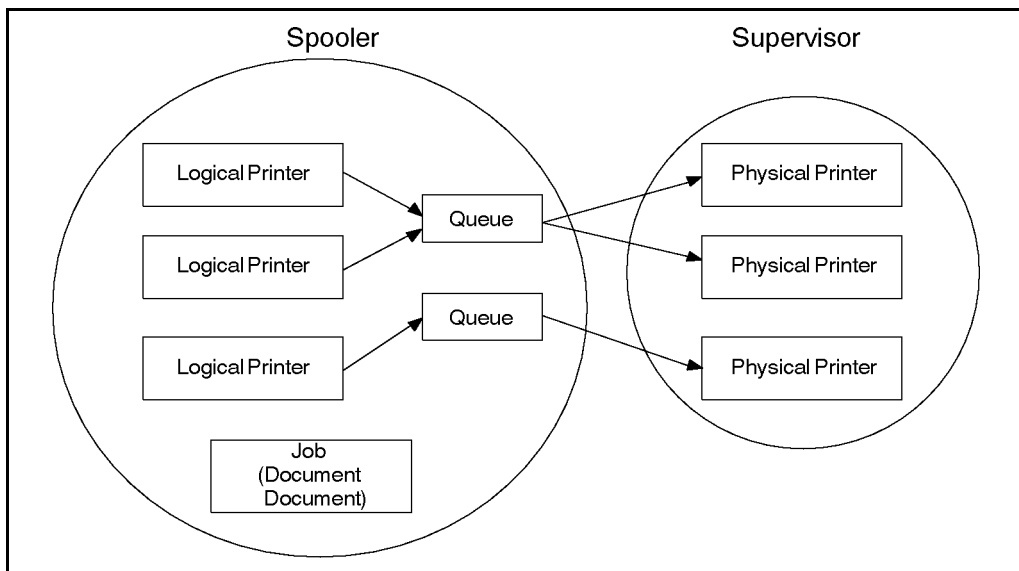 Spooler
Supervisor
Logical Printer
Physical Printer
Queue
Logical Printer
Physical Printer
Queue
Logical Printer
Physical Printer
Job
(Document
Document)